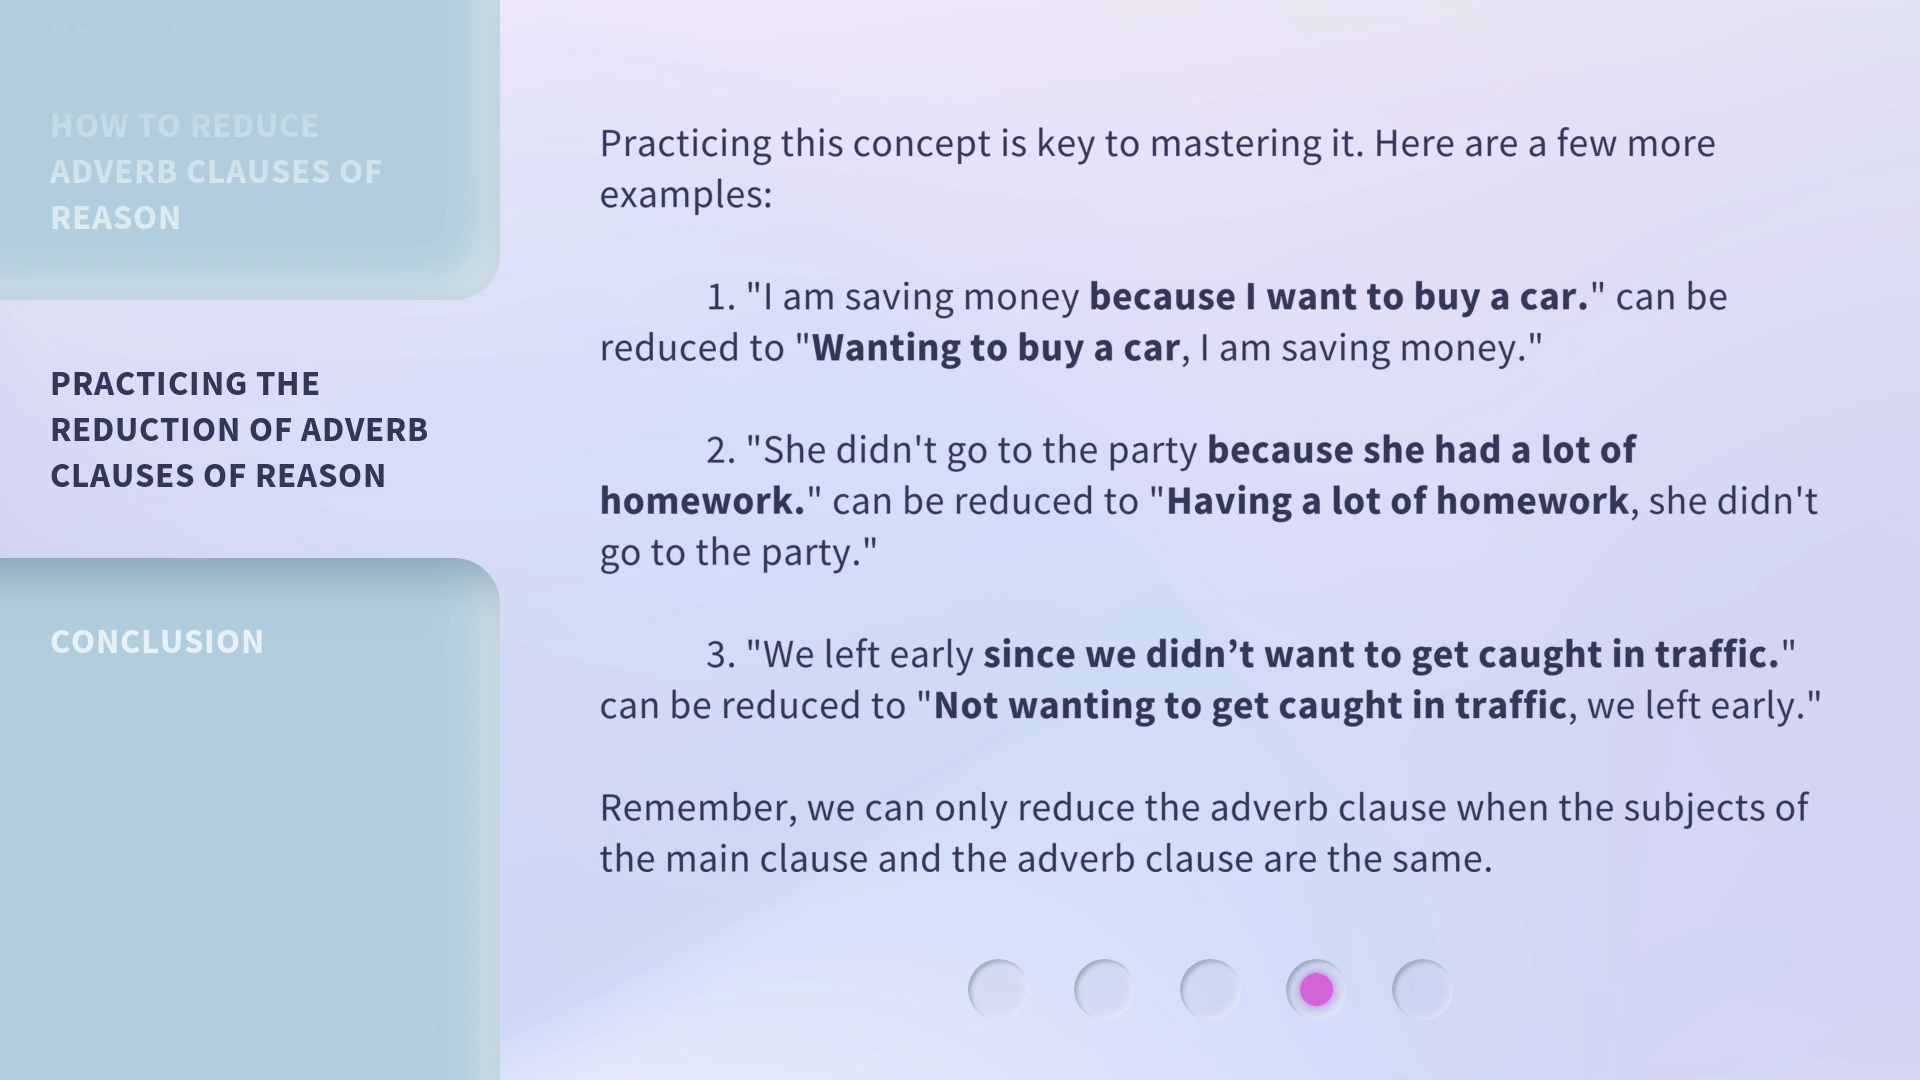 REASON
HOW TO REDUCE
ADVERB CLAUSES OF
REASON
PRACTICING THE
REDUCTION OF ADVERB
CLAUSES OF REASON
CONCLUSION
Practicing this concept is key to mastering it. Here are a few more
examples:
1. "I am saving money because I want to buy a car." can be
reduced to "Wanting to buy a car, I am saving money."
2. "She didn't go to the party because she had a lot of
homework." can be reduced to "Having a lot of homework, she didn't
go to the party."
3. "We left early since we didn’t want to get caught in traffic."
can be reduced to "Not wanting to get caught in traffic, we left early."
Remember, we can only reduce the adverb clause when the subjects of
the main clause and the adverb clause are the same.